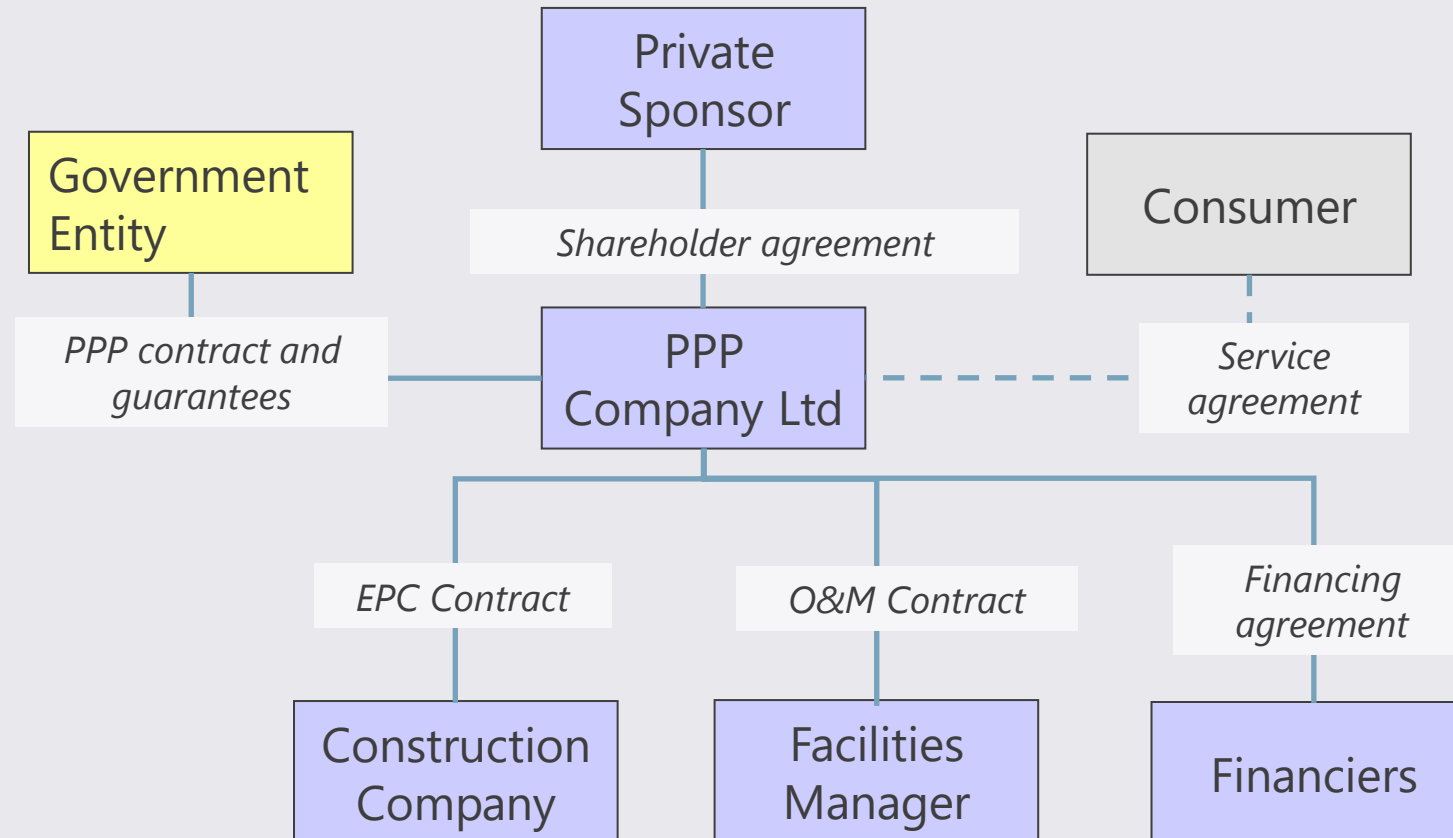 Private
Sponsor
Government
Entity
Consumer
Shareholder agreement
PPP contract and
guarantees
PPP
Company Ltd
Service
agreement
EPC Contract
O&M Contract
Financing
agreement
Construction
Company
Facilities
Manager
Financiers